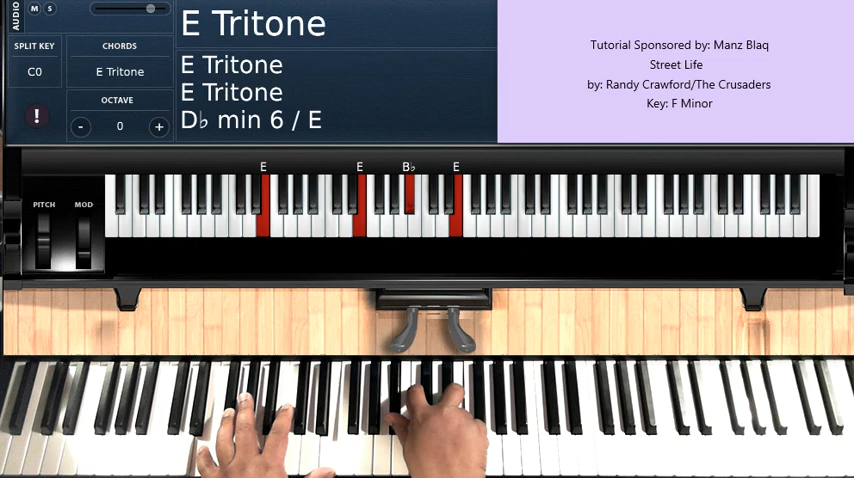 AUDIO
M S
E Tritone
SPLIT KEY
CHORDS
C0
E Tritone
E Tritone
E Tritone
D♭ min 6 / E
OCTAVE
!
- 0 +
Tutorial Sponsored by: Manz Blaq
Street Life
by: Randy Crawford/The Crusaders
Key: F Minor
E E B♭ E
PITCH MOD